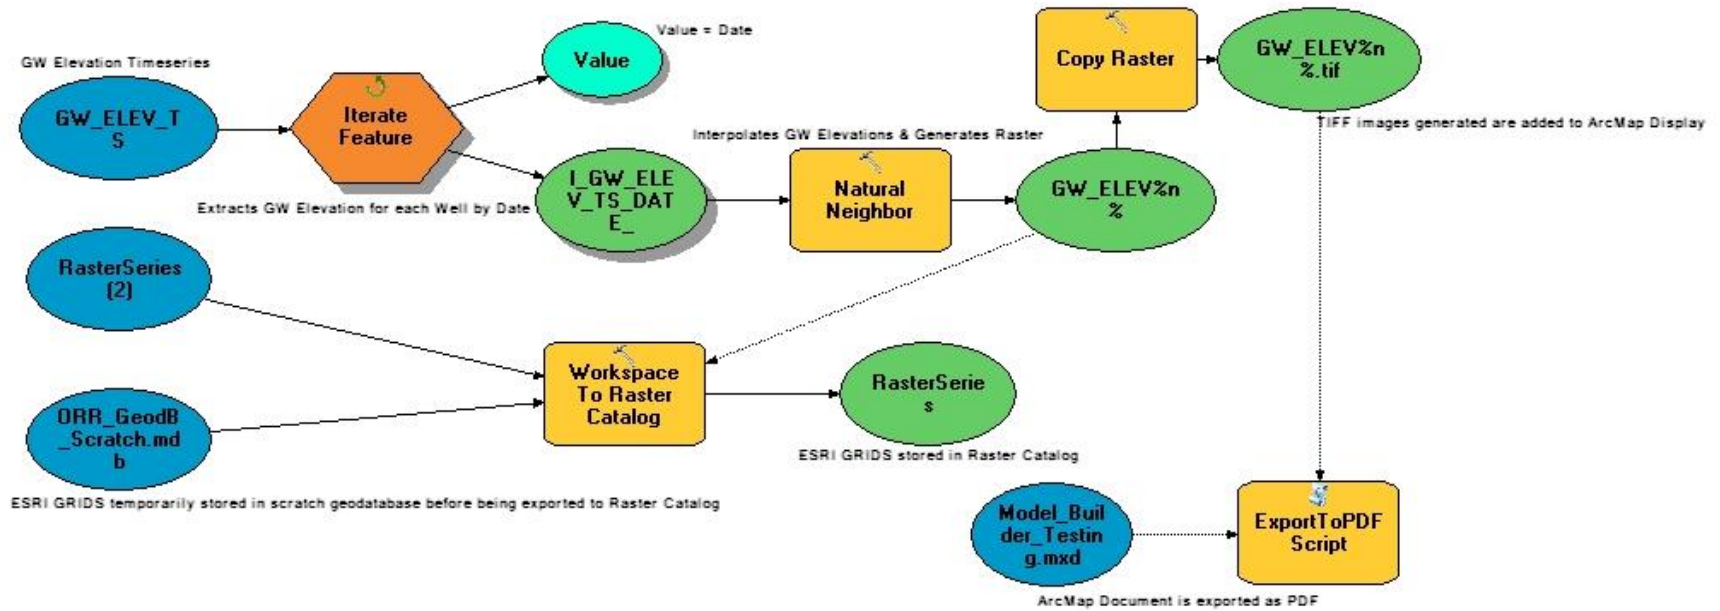 GW Elevation Timeseries
GW_ELEV_T
S
Iterate
Feature
Value
Value = Date
Extracts GW Elevation for each Well by Date
I_GW_ELE
V_TS_DAT
E_
Interpolates GW Elevations & Generates Raster
Natural
Neighbor
GW_ELEV%n
%
Copy Raster
GW_ELEV%n
%.tif
TIFF images generated are added to ArcMap Display
RasterSeries
(2)
ORR_GeodB
_Scratch.md
b
ESRI GRIDS temporarily stored in scratch geodatabase before being exported to Raster Catalog
Workspace
To Raster
Catalog
RasterSerie
s
ESRI GRIDS stored in Raster Catalog
Model_Buil
der_Testin
g.mxd
ExportToPDF
Script
ArcMap Document is exported as PDF